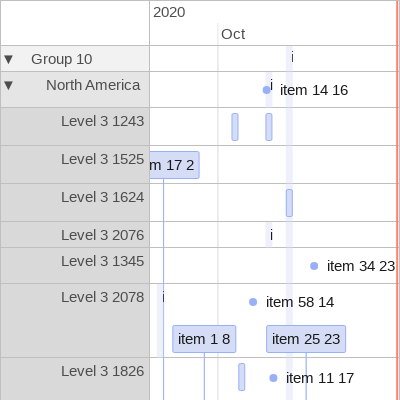 2020
Oct
▼ Group 10
i
▼ North America
i
item 14 16
Level 3 1243
Level 3 1525
m 17 2
Level 3 1624
Level 3 2076
i
Level 3 1345
item 34 23
Level 3 2078
i
item 58 14
item 1 8
item 25 23
Level 3 1826
item 11 17